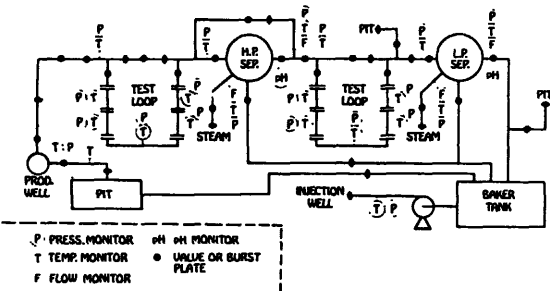 P T
P T
H.P. SEP.
P T F
P T
PIT
P T
L.P. SEP.
P T F
pH
pH
P T
TEST LOOP
T P
P T
T P
P T
P
F T P
STEAM
P T
TEST LOOP
T P
P T
T P
P T
P
F T P
STEAM
PIT
T P
T
PROD. WELL
PIT
INJECTION WELL
T P
BAKER TANK
P PRESS. MONITOR
T TEMP. MONITOR
F FLOW MONITOR
pH pH MONITOR
VALVE OR BURST PLATE